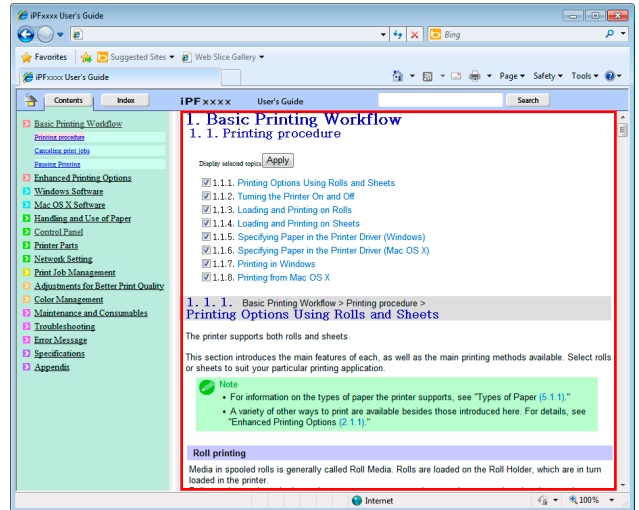 iPFxxxx User's Guide
Bing
Favorites Suggested Sites Web Slice Gallery
iPFxxxx User's Guide
Page Safety Tools
Contents Index iPFxxxx User's Guide Search
Basic Printing Workflow
Printing procedure
Canceling print jobs
Pausing Printing
Enhanced Printing Options
Windows Software
Mac OS X Software
Handling and Use of Paper
Control Panel
Printer Parts
Network Setting
Print Job Management
Adjustments for Better Print Quality
Color Management
Maintenance and Consumables
Troubleshooting
Error Message
Specifications
Appendix
1. Basic Printing Workflow
1. 1. Printing procedure
Display selected topics Apply
1.1.1. Printing Options Using Rolls and Sheets
1.1.2. Turning the Printer On and Off
1.1.3. Loading and Printing on Rolls
1.1.4. Loading and Printing on Sheets
1.1.5. Specifying Paper in the Printer Driver (Windows)
1.1.6. Specifying Paper in the Printer Driver (Mac OS X)
1.1.7. Printing in Windows
1.1.8. Printing from Mac OS X
1. 1. 1. Basic Printing Workflow > Printing procedure >
Printing Options Using Rolls and Sheets
The printer supports both rolls and sheets.
This section introduces the main features of each, as well as the main printing methods available. Select rolls
or sheets to suit your particular printing application.
Note
• For information on the types of paper the printer supports, see "Types of Paper (5.1.1)."
• A variety of other ways to print are available besides those introduced here. For details, see
"Enhanced Printing Options (2.1.1)."
Roll printing
Media in spooled rolls is generally called Roll Media. Rolls are loaded on the Roll Holder, which are in turn
loaded in the printer.
Internet 100%